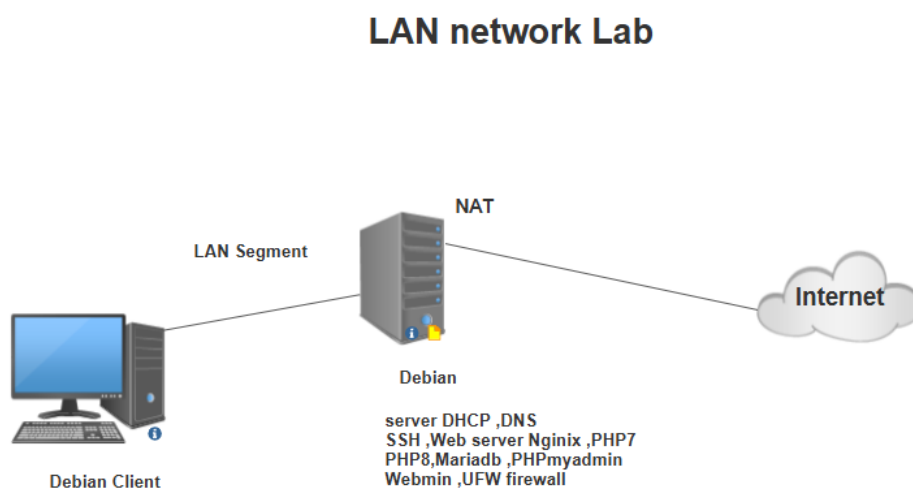 LAN network Lab
NAT
LAN Segment
Internet
Debian
server DHCP ,DNS
SSH ,Web server Nginix ,PHP7
PHP8,Mariadb ,PHPmyadmin
Webmin ,UFW firewall
Debian Client